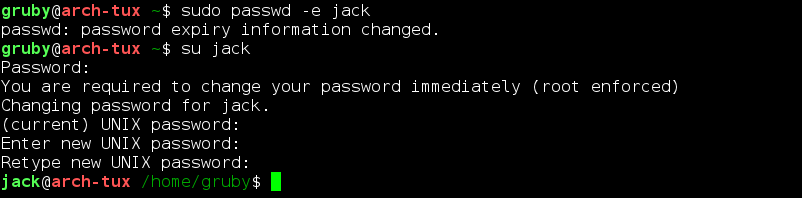 gruby@arch-tux ~$ sudo passwd -e jack
passwd: password expiry information changed.
gruby@arch-tux ~$ su jack
Password:
You are required to change your password immediately (root enforced)
Changing password for jack.
(current) UNIX password:
Enter new UNIX password:
Retype new UNIX password:
jack@arch-tux /home/gruby$